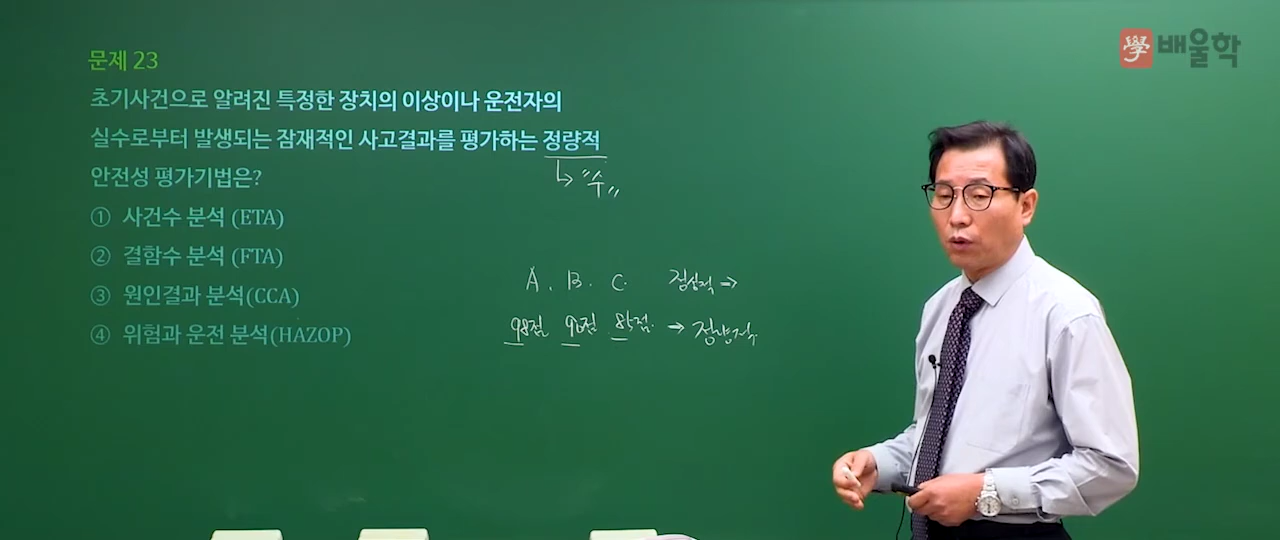 學 배울학
문제 23
초기사건으로 알려진 특정한 장치의 이상이나 운전자의
실수로부터 발생되는 잠재적인 사고결과를 평가하는 정량적
안전성 평가기법은?
↳ "수"
① 사건수 분석 (ETA)
② 결함수 분석 (FTA)
③ 원인결과 분석(CCA)
④ 위험과 운전 분석(HAZOP)
A. B. C. 정성적 →
98점 90점 85점. → 정량적